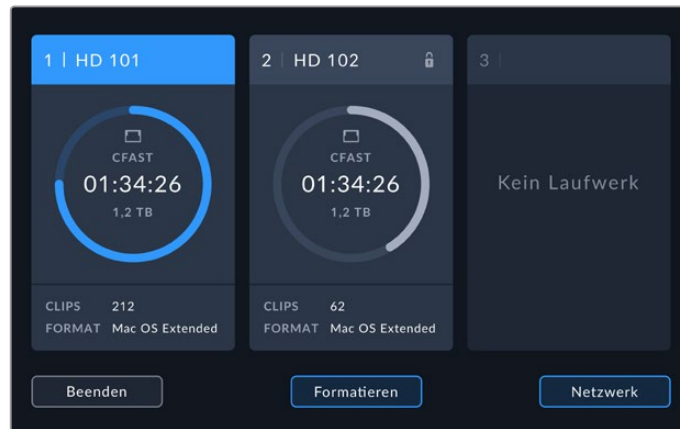 1 | HD 101
CFAST
01:34:26
1,2 TB
CLIPS 212
FORMAT Mac OS Extended
2 | HD 102
CFAST
01:34:26
1,2 TB
CLIPS 62
FORMAT Mac OS Extended
3 |
Kein Laufwerk
Beenden
Formatieren
Netzwerk